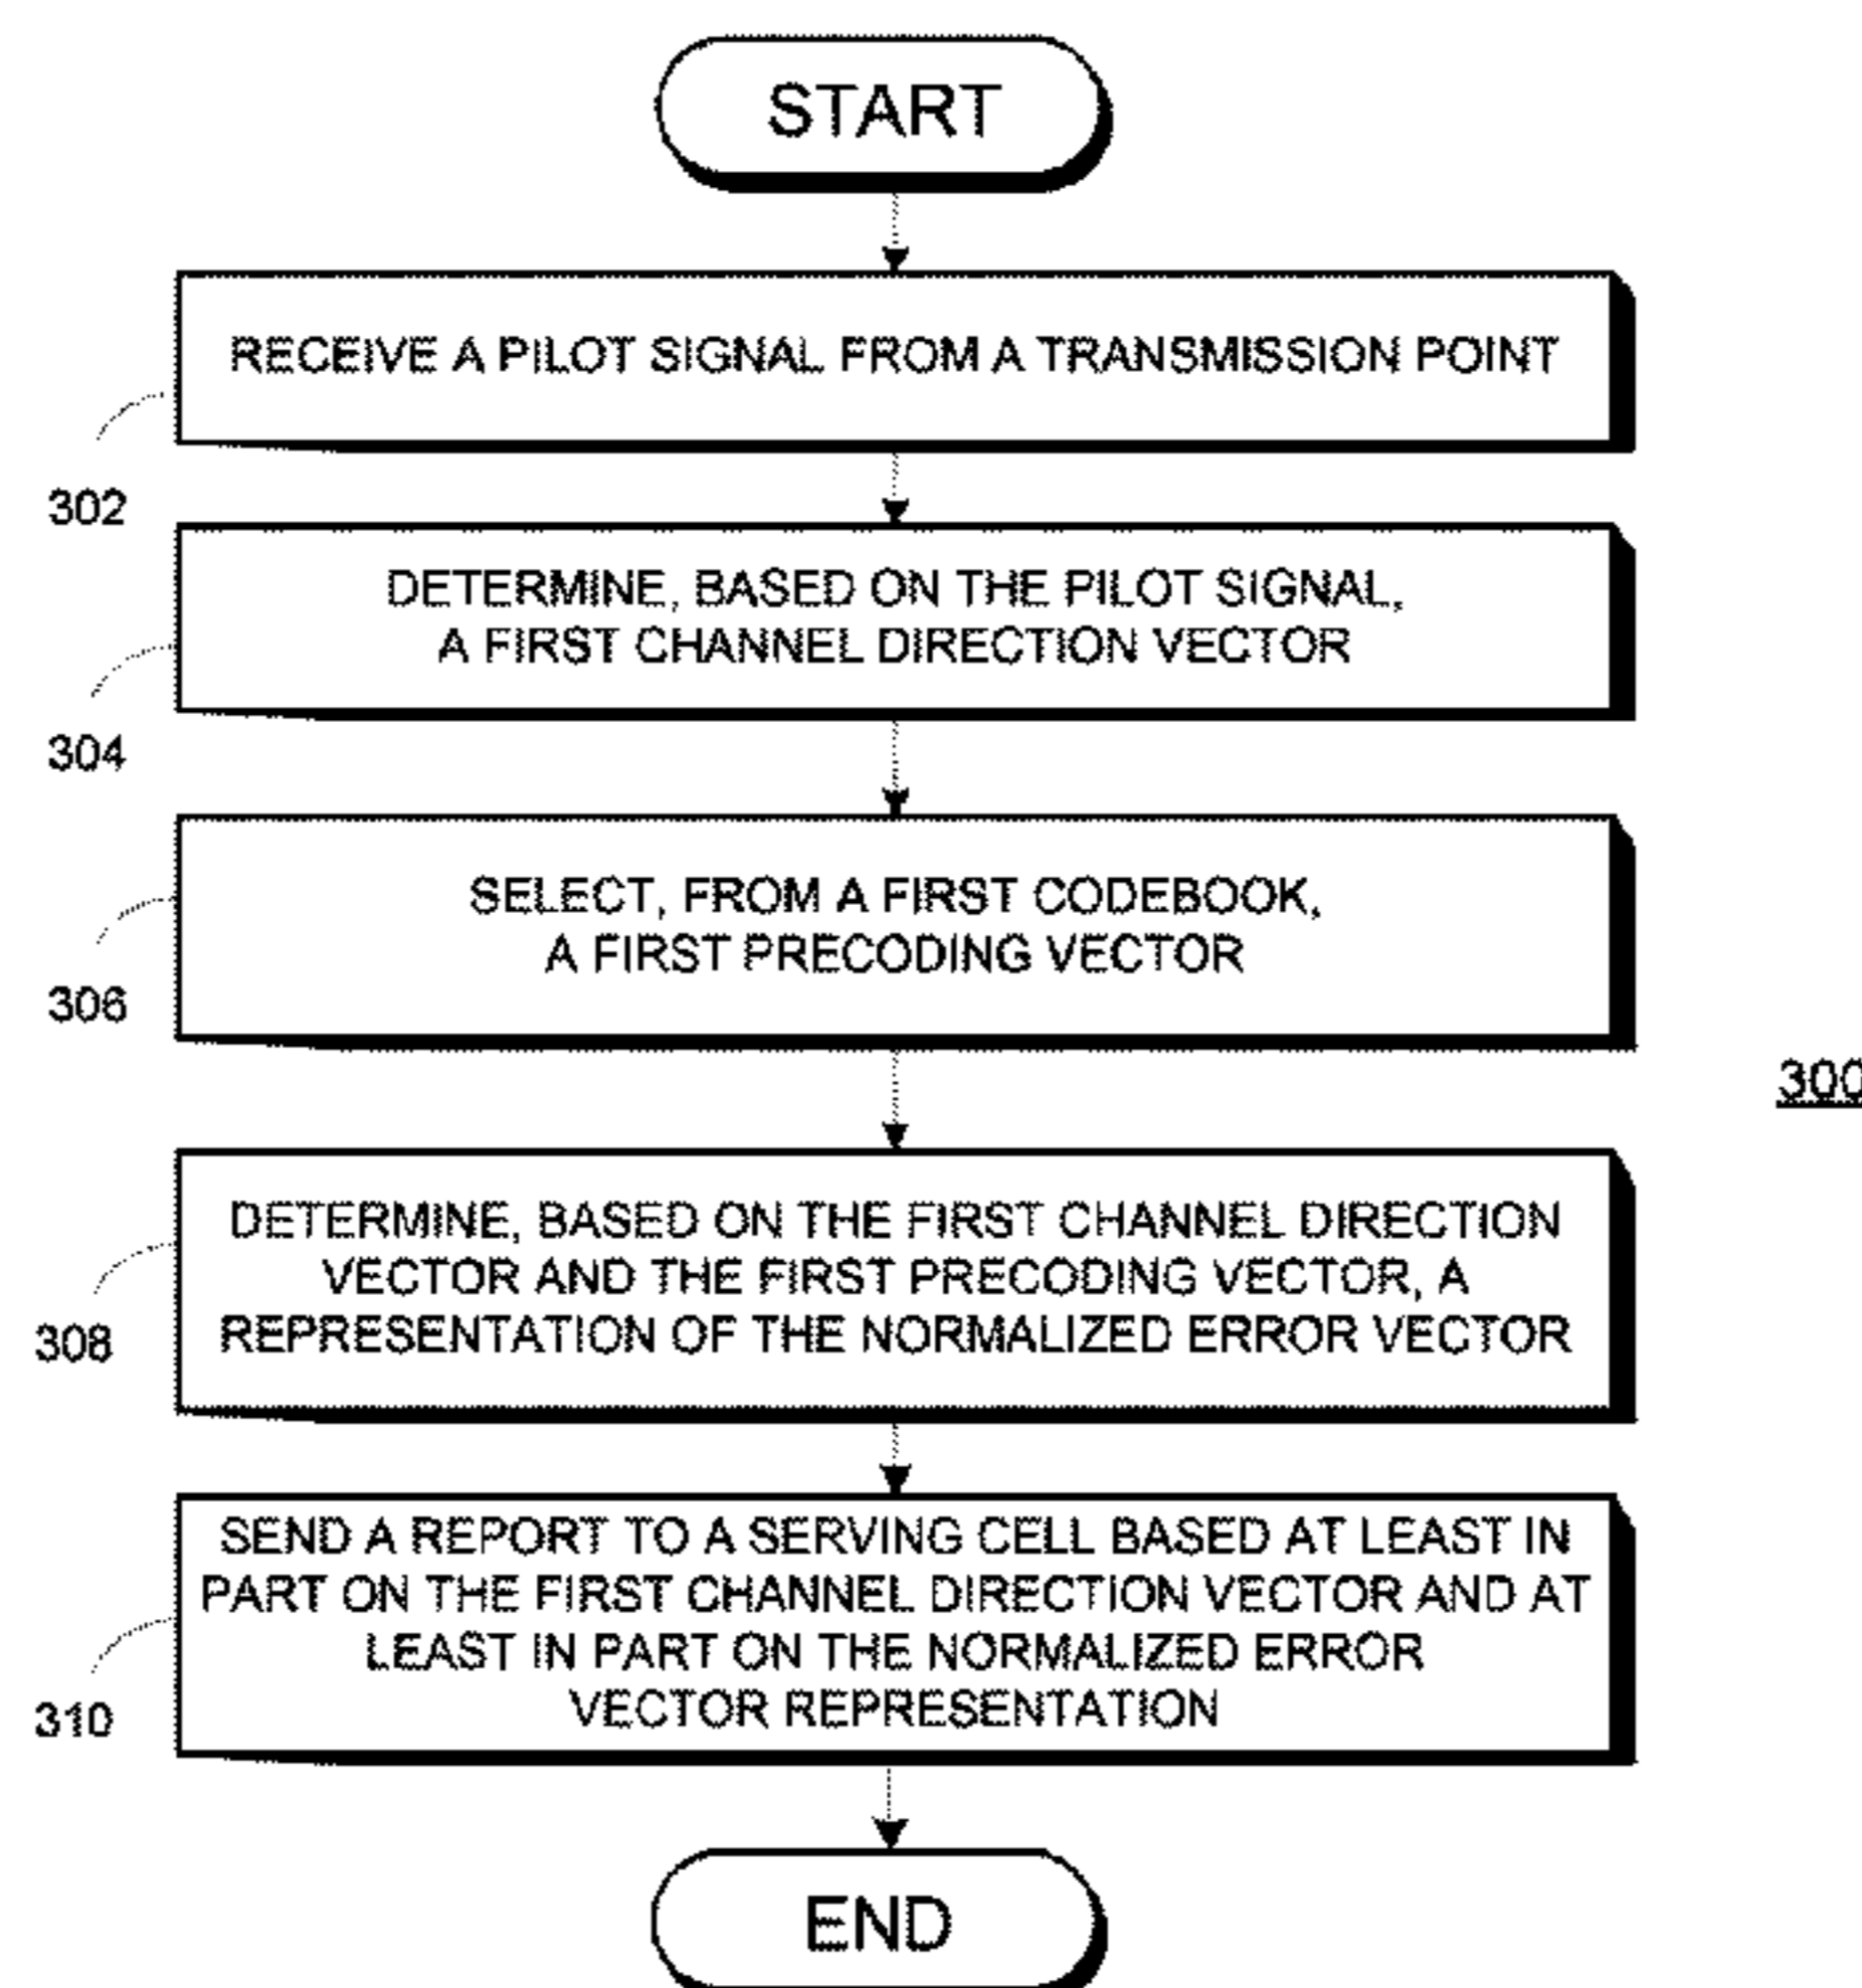 START
RECEIVE A PILOT SIGNAL FROM A TRANSMISSION POINT
302
DETERMINE, BASED ON THE PILOT SIGNAL,
A FIRST CHANNEL DIRECTION VECTOR
304
SELECT, FROM A FIRST CODEBOOK,
A FIRST PRECODING VECTOR
306
300
DETERMINE, BASED ON THE FIRST CHANNEL DIRECTION
VECTOR AND THE FIRST PRECODING VECTOR, A
REPRESENTATION OF THE NORMALIZED ERROR VECTOR
308
SEND A REPORT TO A SERVING CELL BASED AT LEAST IN
PART ON THE FIRST CHANNEL DIRECTION VECTOR AND AT
LEAST IN PART ON THE NORMALIZED ERROR
VECTOR REPRESENTATION
310
END